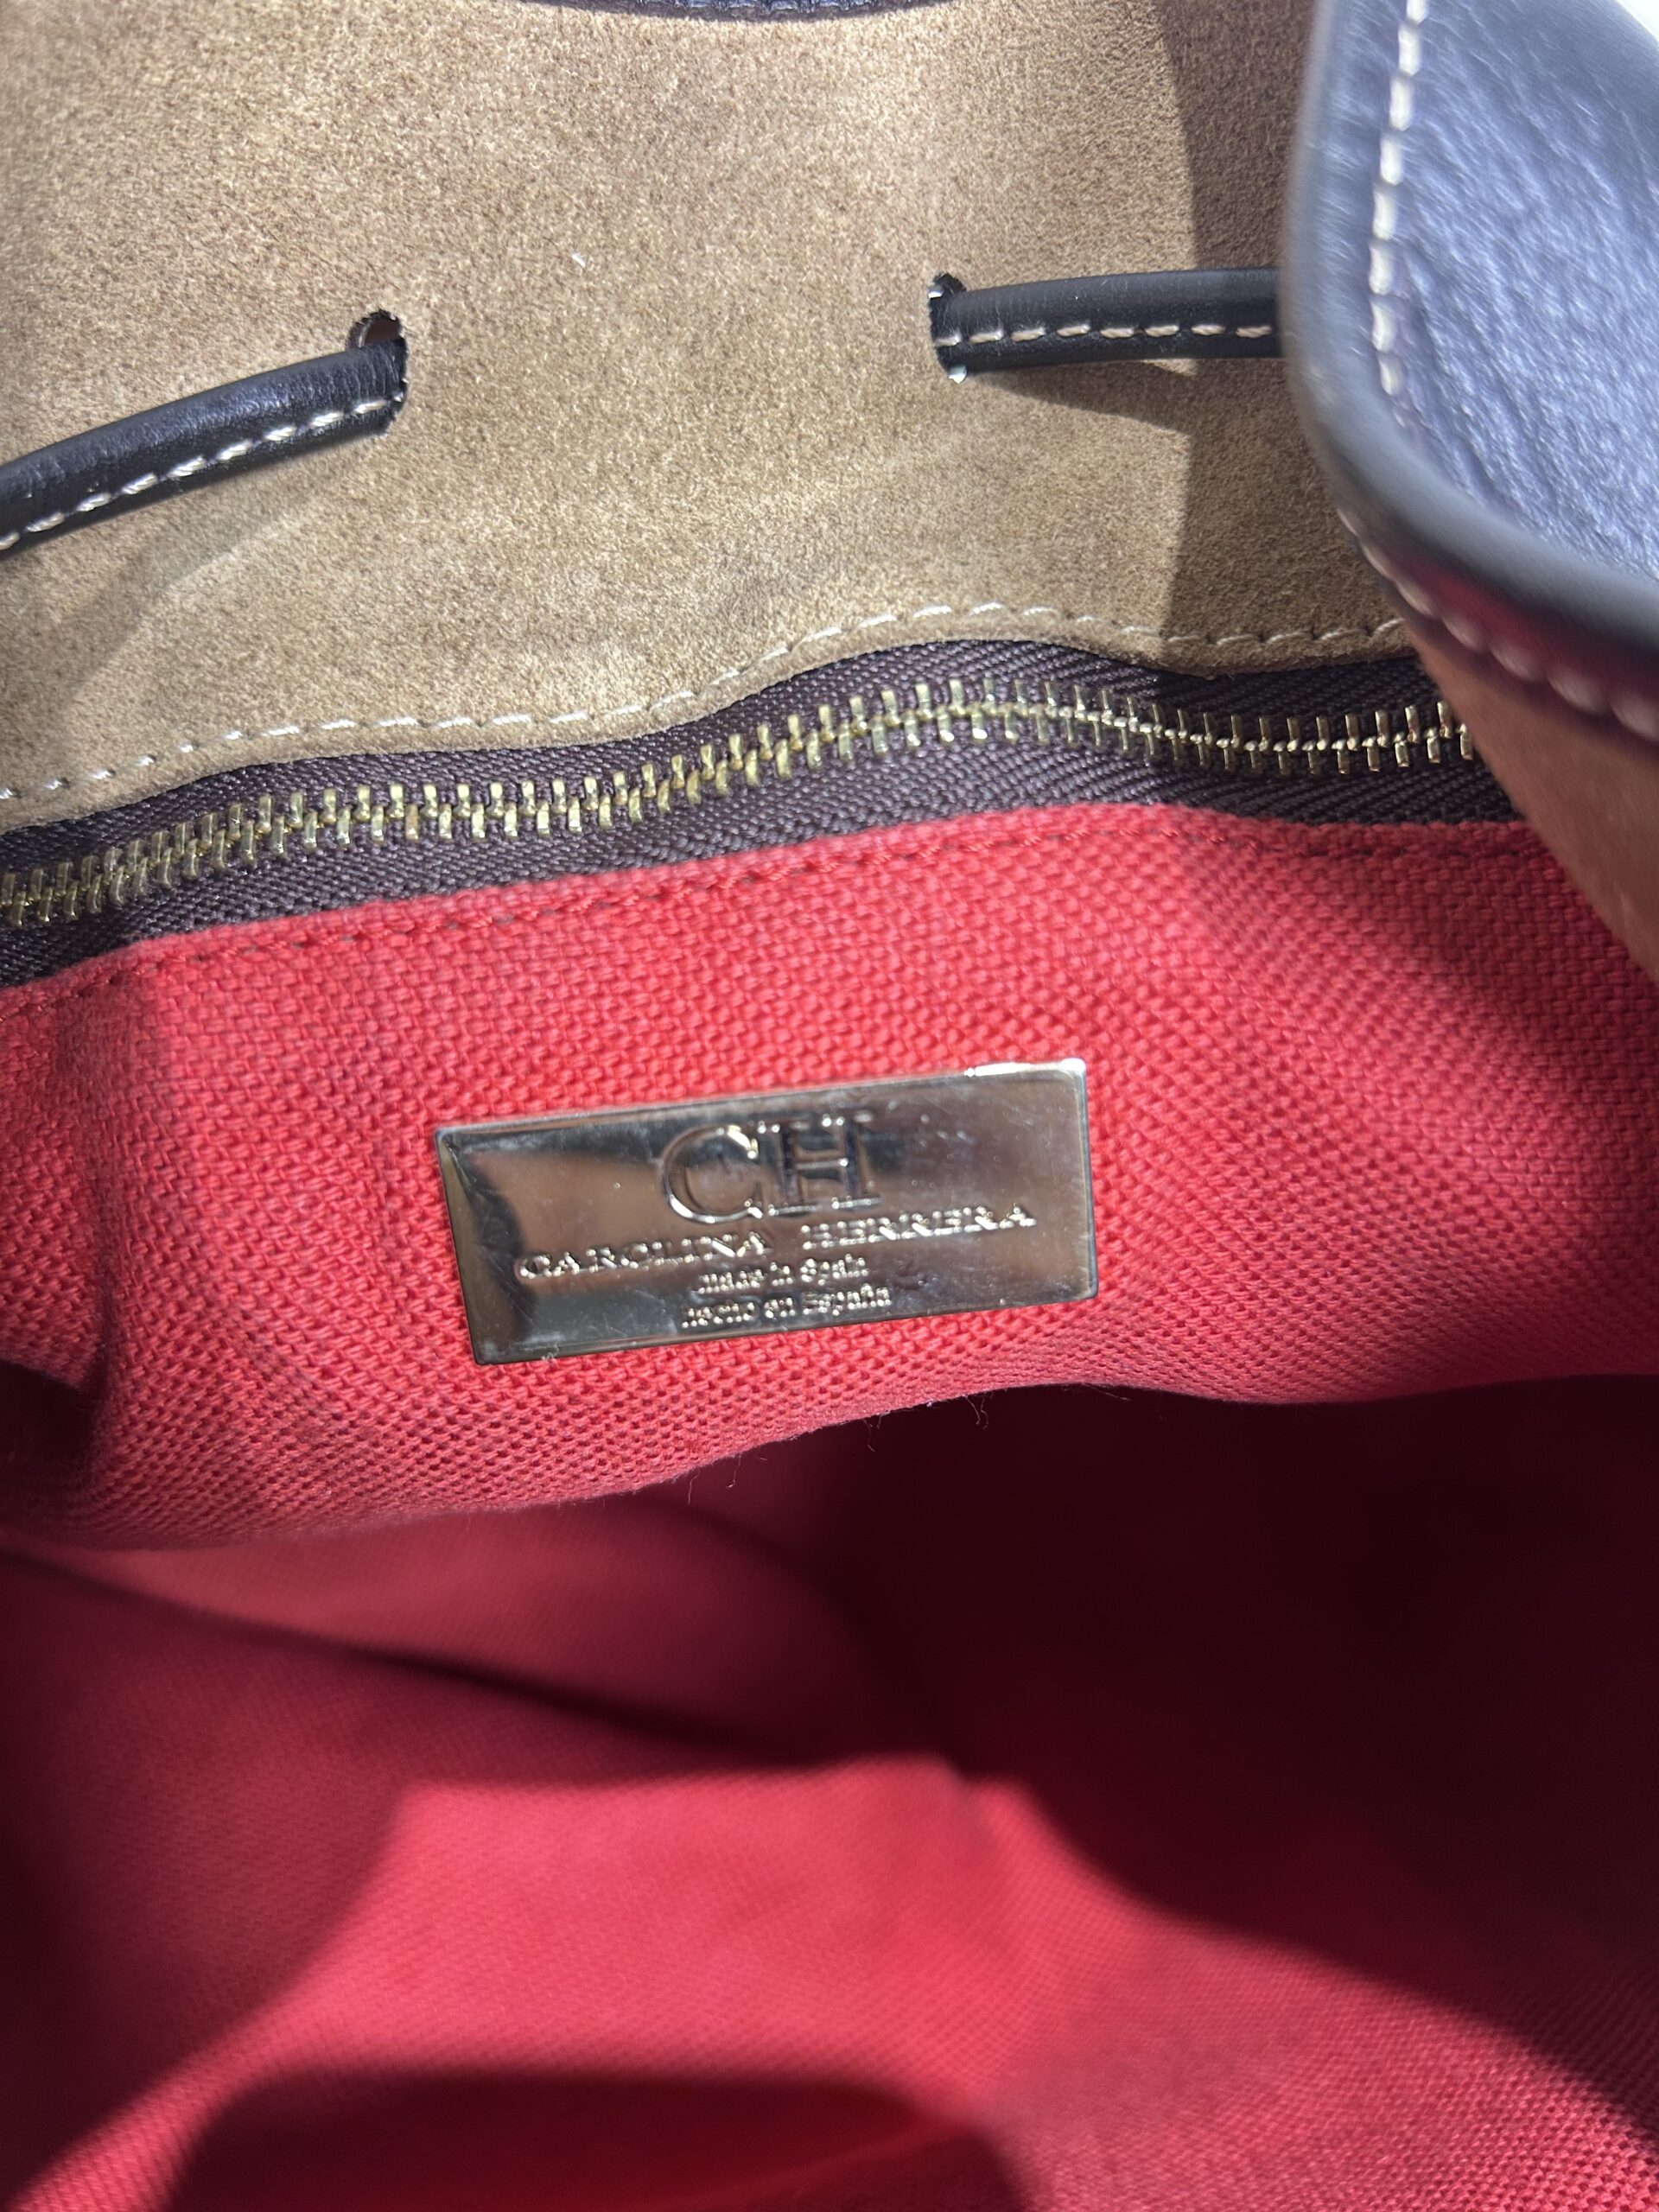 CH
CAROLINA HERRERA
made in Spain
hecho en España